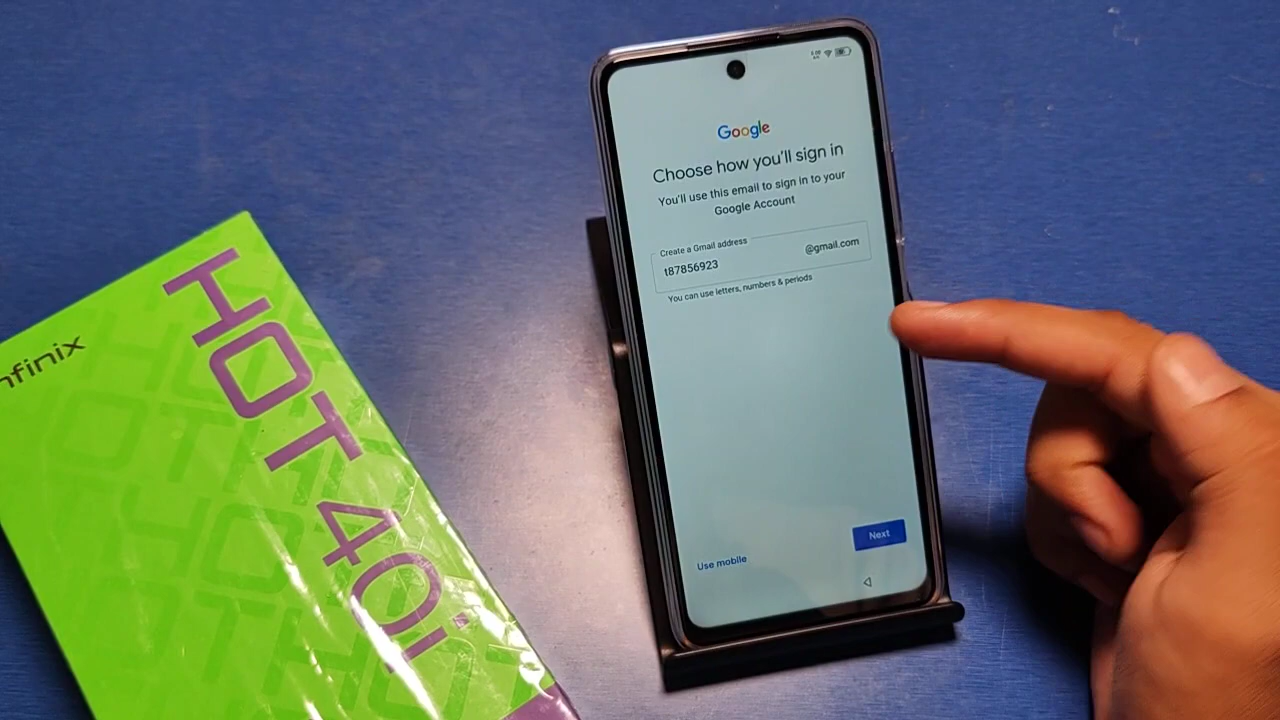 Infinix
HOT 40i
Google
Choose how you'll sign in
You'll use this email to sign in to your
Google Account
Create a Gmail address
t87856923
@gmail.com
You can use letters, numbers & periods
Use mobile
Next